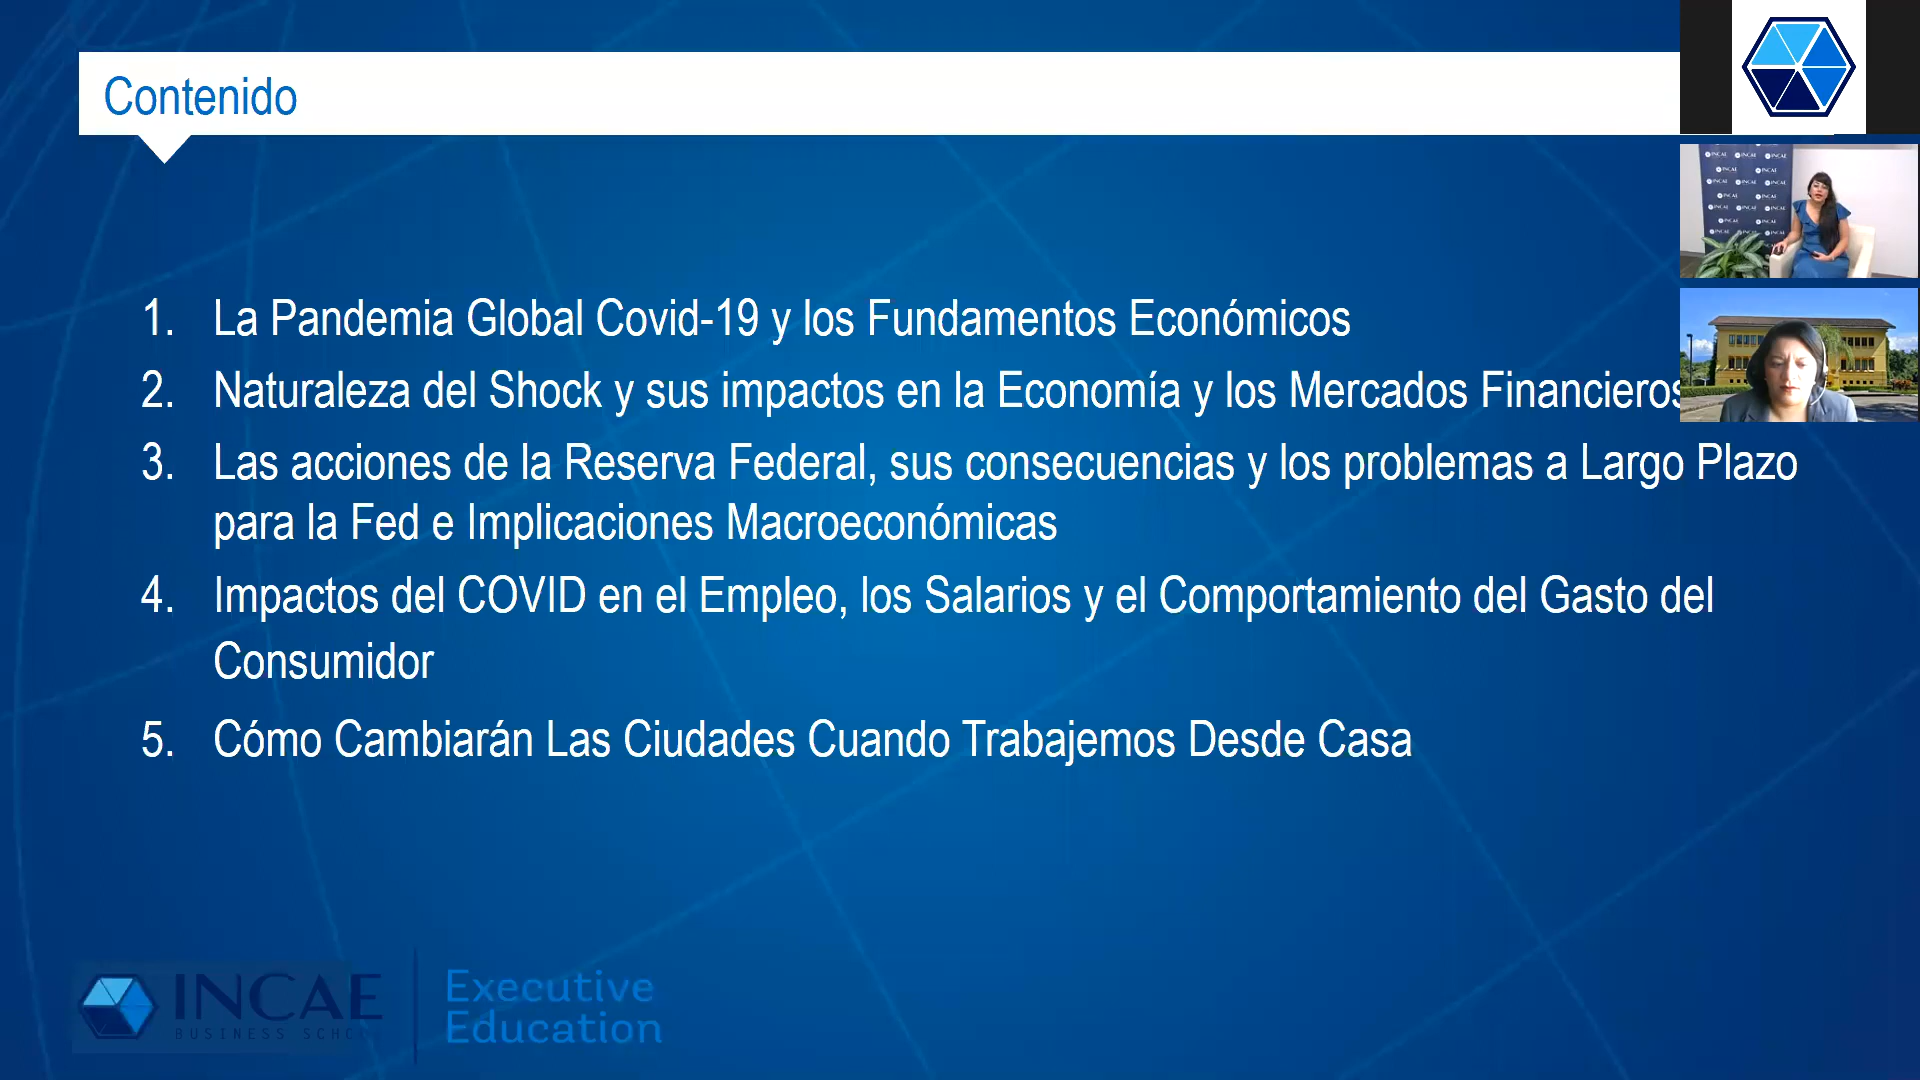 Contenido
1. La Pandemia Global Covid-19 y los Fundamentos Económicos
2. Naturaleza del Shock y sus impactos en la Economía y los Mercados Financieros
3. Las acciones de la Reserva Federal, sus consecuencias y los problemas a Largo Plazo
para la Fed e Implicaciones Macroeconómicas
4. Impactos del COVID en el Empleo, los Salarios y el Comportamiento del Gasto del
Consumidor
5. Cómo Cambiarán Las Ciudades Cuando Trabajemos Desde Casa
INCAE
BUSINESS SCHOOL
Executive
Education